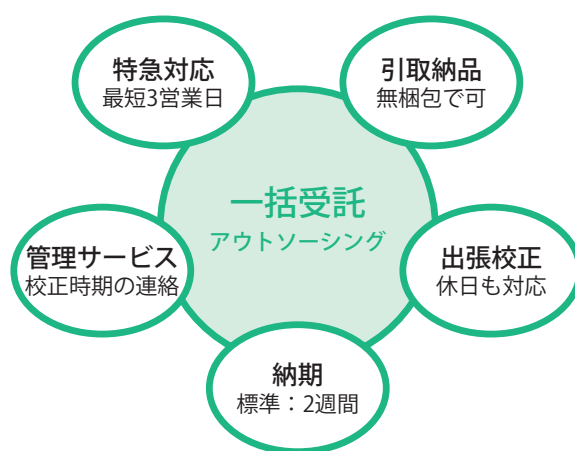 特急対応
最短3営業日
引取納品
無梱包で可
一括受託
アウトソーシング
管理サービス
校正時期の連絡
出張校正
休日も対応
納期
標準：2週間